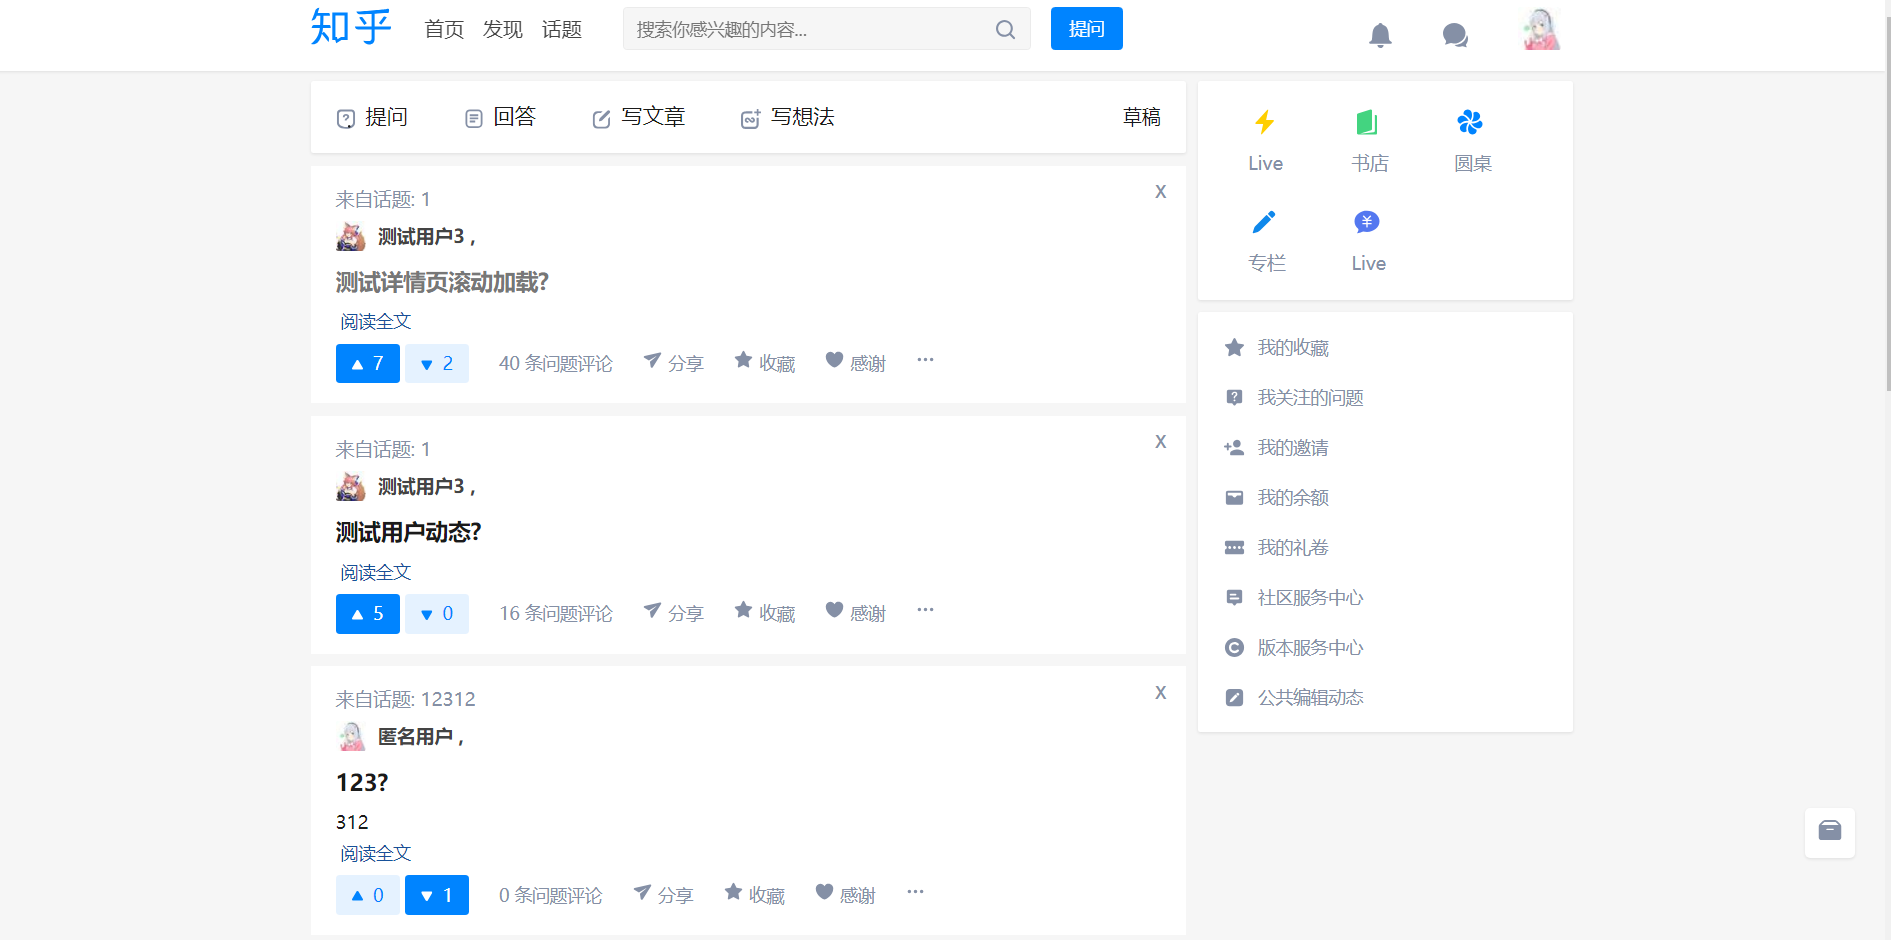 知乎 首页 发现 话题 搜索你感兴趣的内容... 提问
提问 回答 写文章 写想法 草稿
来自话题: 1 X
测试用户3 ,
测试详情页滚动加载?
阅读全文
7 2 40 条问题评论 分享 收藏 感谢 ···
来自话题: 1 X
测试用户3 ,
测试用户动态?
阅读全文
5 0 16 条问题评论 分享 收藏 感谢 ···
来自话题: 12312 X
匿名用户 ,
123?
312
阅读全文
0 1 0 条问题评论 分享 收藏 感谢 ···
Live 书店 圆桌
专栏 Live
我的收藏
我关注的问题
我的邀请
我的余额
我的礼卷
社区服务中心
版本服务中心
公共编辑动态